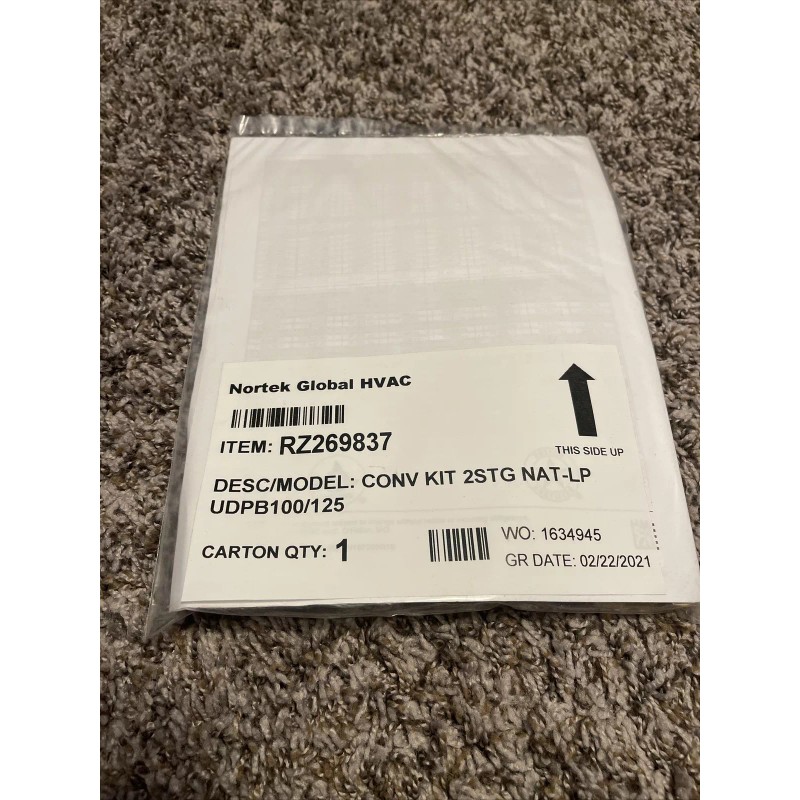 Nortek Global HVAC
ITEM: RZ269837
THIS SIDE UP
DESC/MODEL: CONV KIT 2STG NAT-LP
UDPB100/125
CARTON QTY: 1
WO: 1634945
GR DATE: 02/22/2021